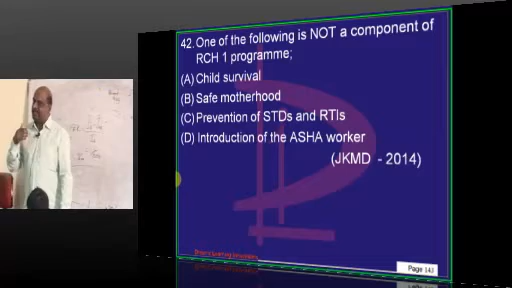 42. One of the following is NOT a component of
RCH 1 programme;
(A) Child survival
(B) Safe motherhood
(C) Prevention of STDs and RTIs
(D) Introduction of the ASHA worker
(JKMD - 2014)
Page 141